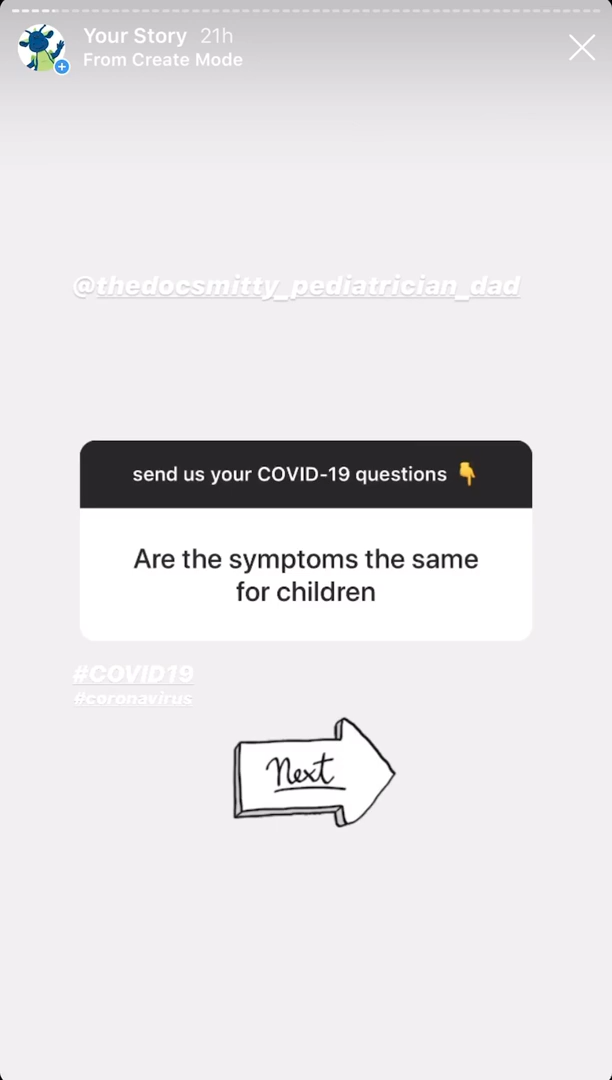 Your Story 21h
From Create Mode
@thedocsmitty_pediatrician_dad
send us your COVID-19 questions 👇
Are the symptoms the same
for children
#COVID19
#coronavirus
Next